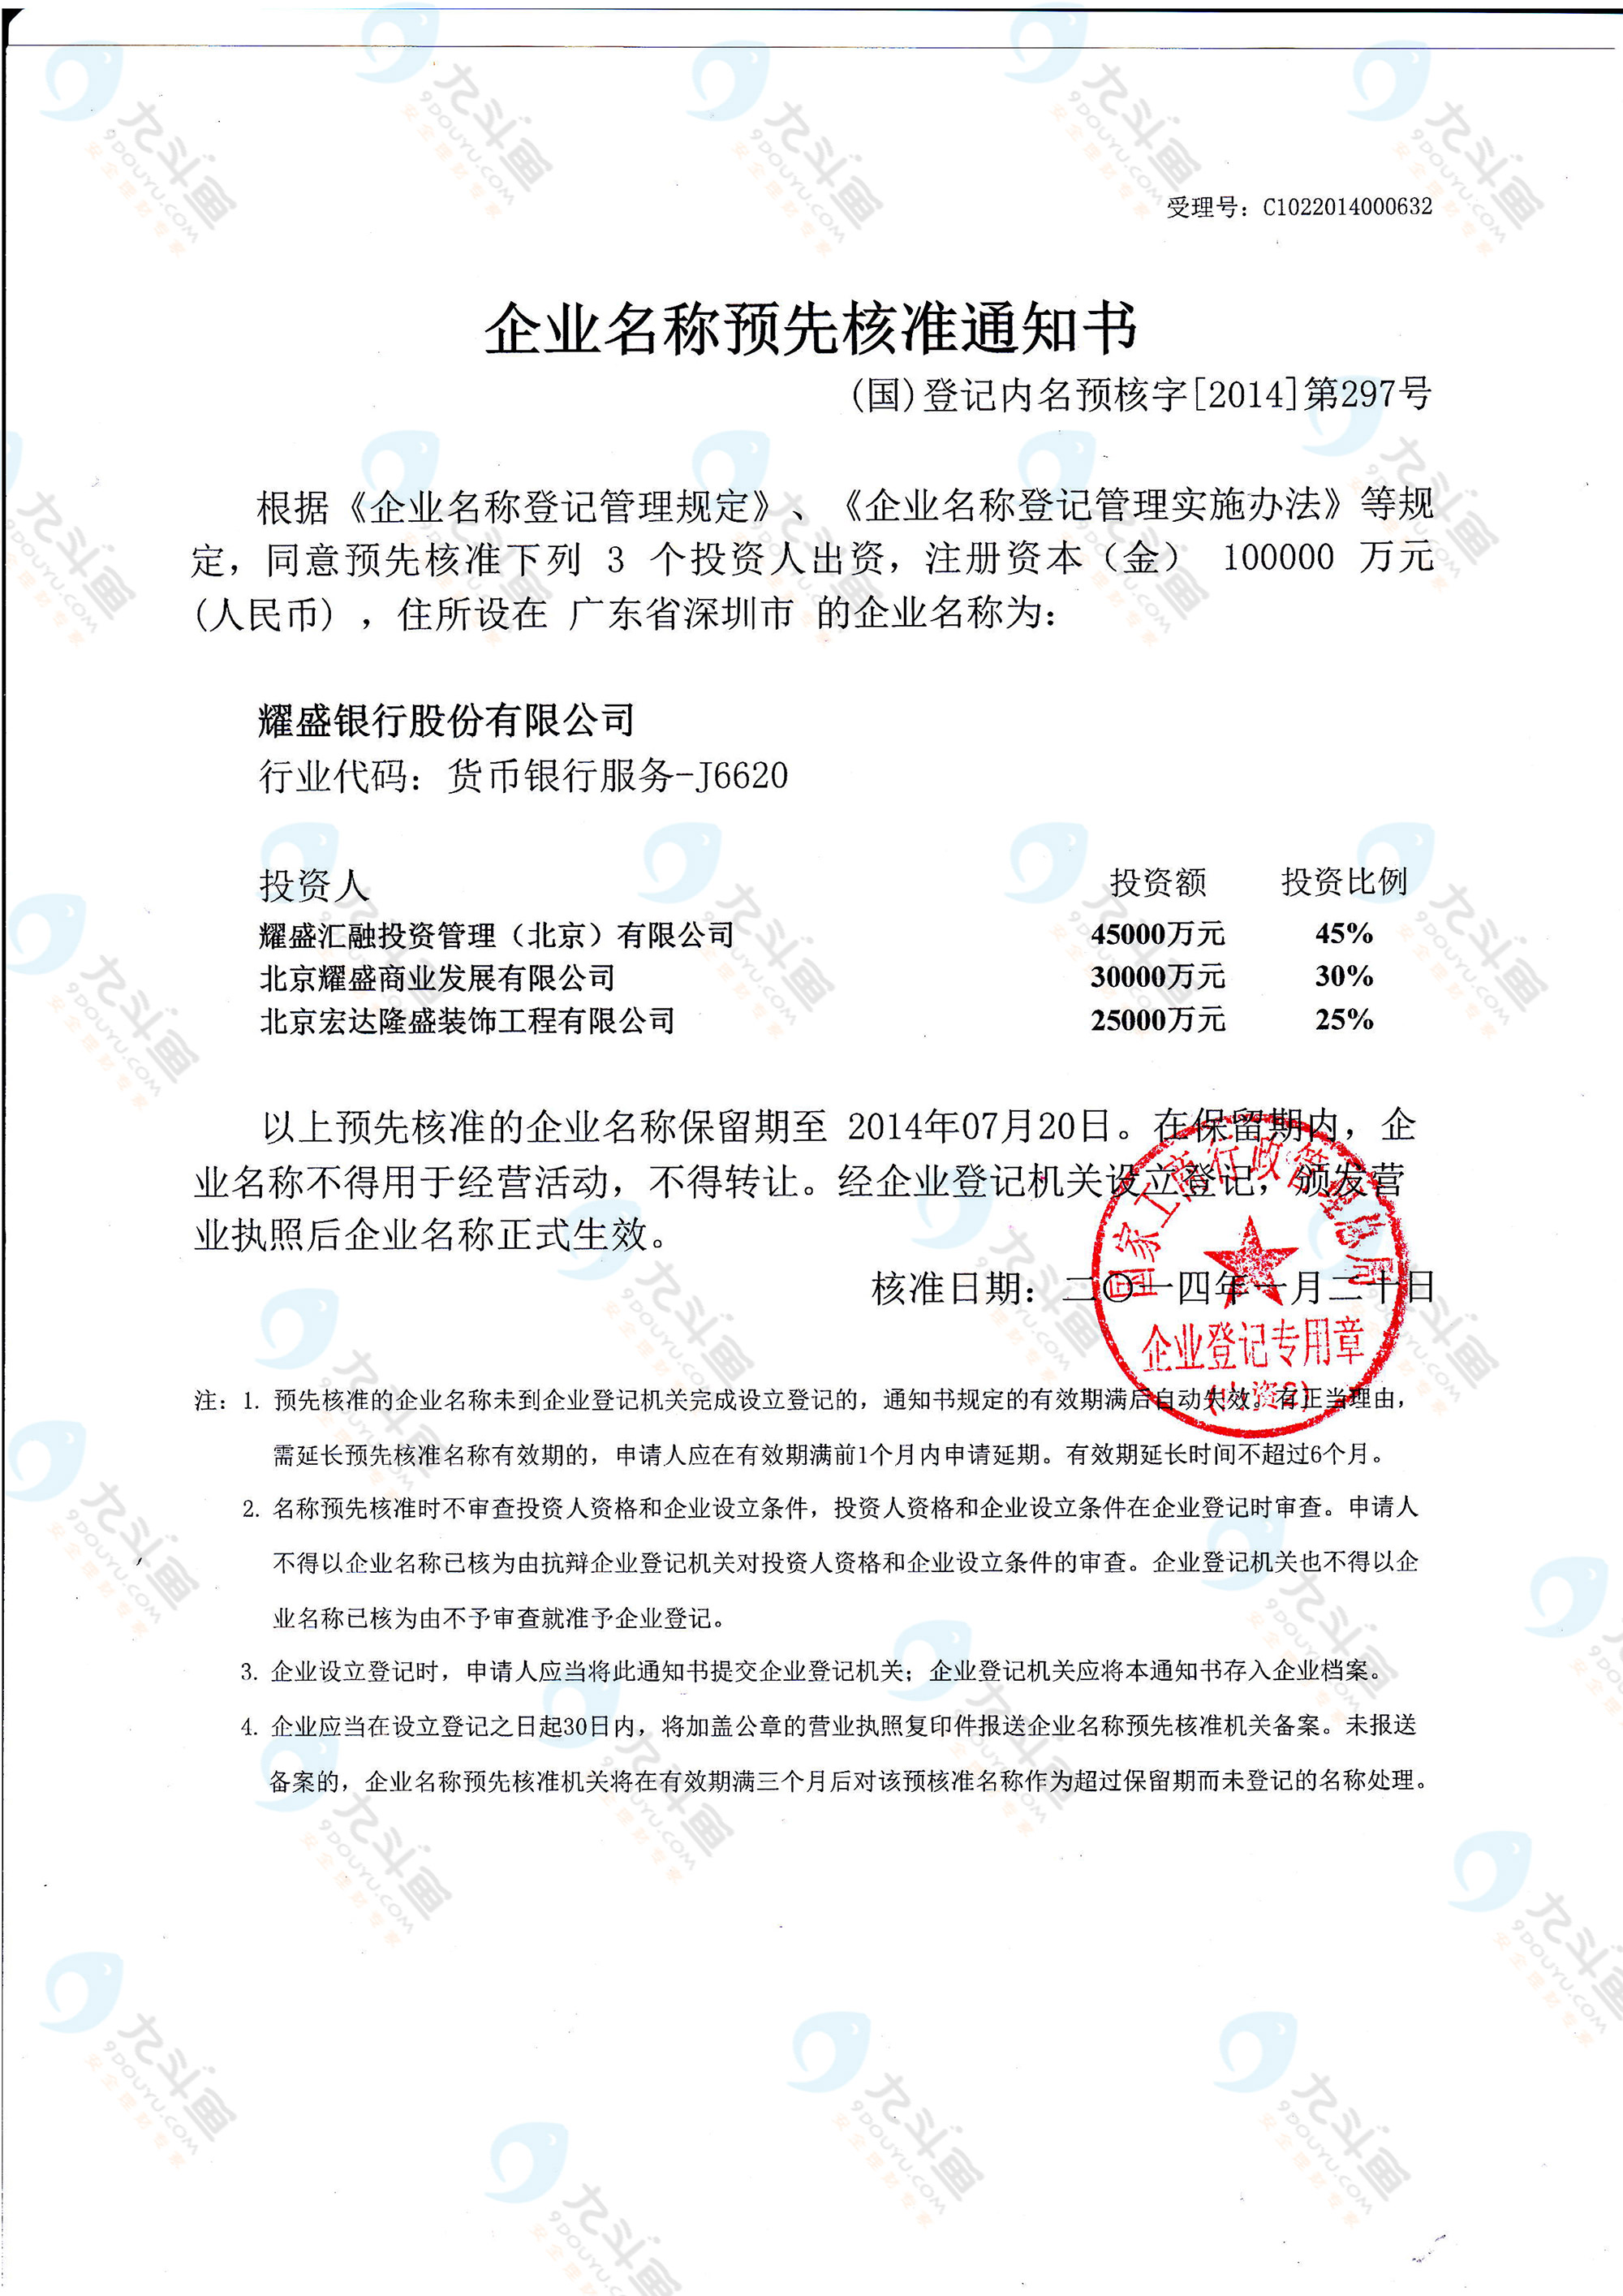 受理号：C1022014000632
企业名称预先核准通知书
(国)登记内名预核字[2014]第297号
根据《企业名称登记管理规定》、《企业名称登记管理实施办法》等规
定，同意预先核准下列 3 个投资人出资，注册资本（金） 100000 万元
(人民币)，住所设在 广东省深圳市 的企业名称为：
耀盛银行股份有限公司
行业代码：货币银行服务-J6620
投资人 投资额 投资比例
耀盛汇融投资管理（北京）有限公司 45000万元 45%
北京耀盛商业发展有限公司 30000万元 30%
北京宏达隆盛装饰工程有限公司 25000万元 25%
以上预先核准的企业名称保留期至 2014年07月20日。在保留期内，企
业名称不得用于经营活动，不得转让。经企业登记机关设立登记，颁发营
业执照后企业名称正式生效。
核准日期：二〇一四年一月二十日
国家工商行政管理总局
企业登记专用章
(内资2)
注：1. 预先核准的企业名称未到企业登记机关完成设立登记的，通知书规定的有效期满后自动失效。有正当理由，
需延长预先核准名称有效期的，申请人应在有效期满前1个月内申请延期。有效期延长时间不超过6个月。
2. 名称预先核准时不审查投资人资格和企业设立条件，投资人资格和企业设立条件在企业登记时审查。申请人
不得以企业名称已核为由抗辩企业登记机关对投资人资格和企业设立条件的审查。企业登记机关也不得以企
业名称已核为由不予审查就准予企业登记。
3. 企业设立登记时，申请人应当将此通知书提交企业登记机关；企业登记机关应将本通知书存入企业档案。
4. 企业应当在设立登记之日起30日内，将加盖公章的营业执照复印件报送企业名称预先核准机关备案。未报送
备案的，企业名称预先核准机关将在有效期满三个月后对该预核准名称作为超过保留期而未登记的名称处理。
九斗鱼
9DOUYU.COM
安全理财专家